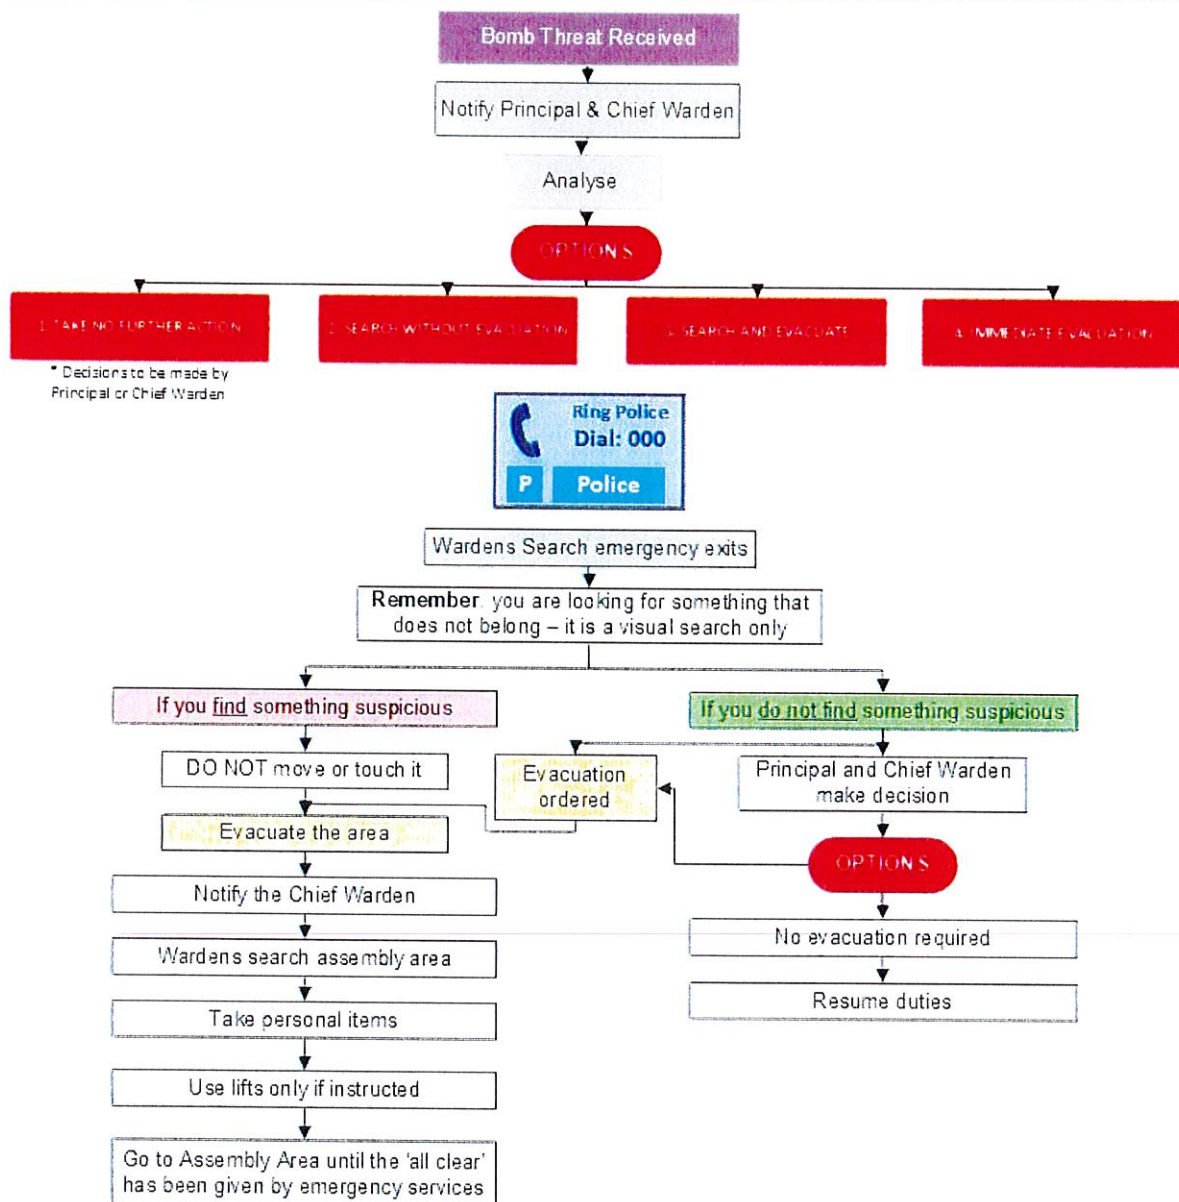 Bomb Threat Received
Notify Principal & Chief Warden
Analyse
OPTIONS
1. TAKE NO FURTHER ACTION
2. SEARCH WITHOUT EVACUATION
3. SEARCH AND EVACUATE
4. IMMEDIATE EVACUATION
* Decisions to be made by
Principal or Chief Warden
Ring Police
Dial: 000
P Police
Wardens Search emergency exits
Remember: you are looking for something that
does not belong – it is a visual search only
If you find something suspicious
If you do not find something suspicious
DO NOT move or touch it
Evacuation
ordered
Principal and Chief Warden
make decision
Evacuate the area
OPTIONS
Notify the Chief Warden
No evacuation required
Wardens search assembly area
Resume duties
Take personal items
Use lifts only if instructed
Go to Assembly Area until the 'all clear'
has been given by emergency services